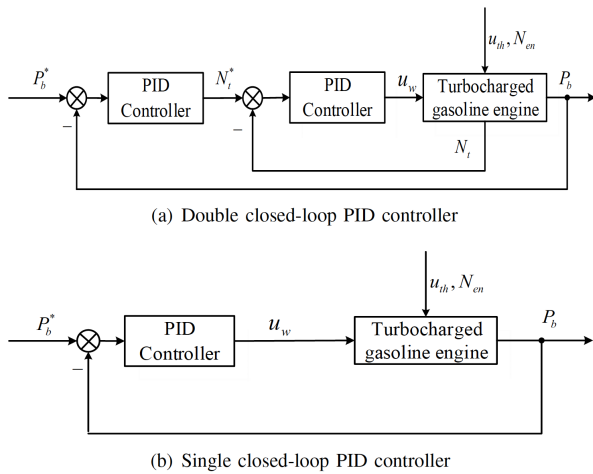 u_th, N_en
P_b^* PID Controller N_t^* PID Controller u_w Turbocharged gasoline engine P_b
− −
N_t
(a) Double closed-loop PID controller
u_th, N_en
P_b^* PID Controller u_w Turbocharged gasoline engine P_b
−
(b) Single closed-loop PID controller